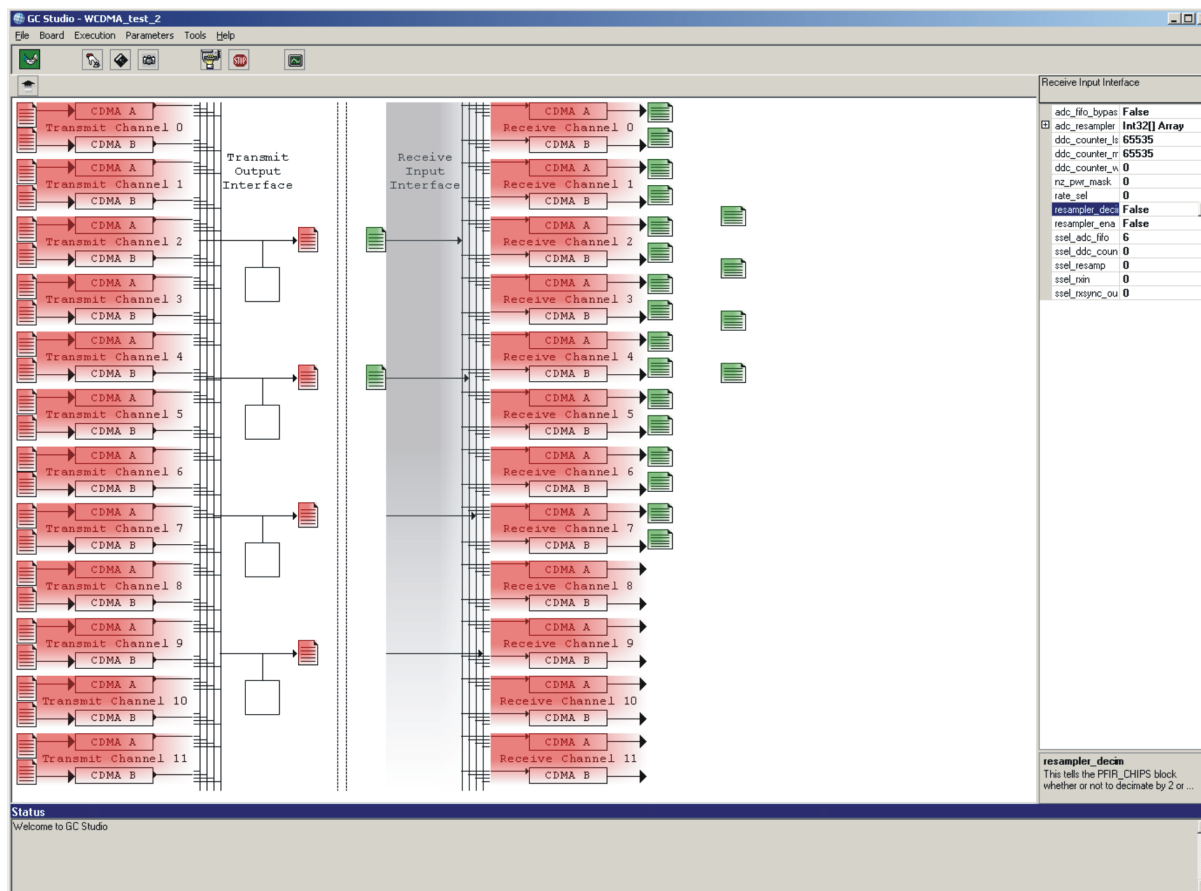 GC Studio - WCDMA_test_2
File Board Execution Parameters Tools Help
STOP
CDMA A
Transmit Channel 0
CDMA B
CDMA A
Transmit Channel 1
CDMA B
CDMA A
Transmit Channel 2
CDMA B
CDMA A
Transmit Channel 3
CDMA B
CDMA A
Transmit Channel 4
CDMA B
CDMA A
Transmit Channel 5
CDMA B
CDMA A
Transmit Channel 6
CDMA B
CDMA A
Transmit Channel 7
CDMA B
CDMA A
Transmit Channel 8
CDMA B
CDMA A
Transmit Channel 9
CDMA B
CDMA A
Transmit Channel 10
CDMA B
CDMA A
Transmit Channel 11
CDMA B
Transmit
Output
Interface
Receive
Input
Interface
CDMA A
Receive Channel 0
CDMA B
CDMA A
Receive Channel 1
CDMA B
CDMA A
Receive Channel 2
CDMA B
CDMA A
Receive Channel 3
CDMA B
CDMA A
Receive Channel 4
CDMA B
CDMA A
Receive Channel 5
CDMA B
CDMA A
Receive Channel 6
CDMA B
CDMA A
Receive Channel 7
CDMA B
CDMA A
Receive Channel 8
CDMA B
CDMA A
Receive Channel 9
CDMA B
CDMA A
Receive Channel 10
CDMA B
CDMA A
Receive Channel 11
CDMA B
Receive Input Interface
adc_fifo_bypas False
adc_resampler Int32[] Array
ddc_counter_ls 65535
ddc_counter_m 65535
ddc_counter_w 0
nz_pwr_mask 0
rate_sel 0
resampler_deci False
resampler_ena False
ssel_adc_fifo 6
ssel_ddc_coun 0
ssel_resamp 0
ssel_rxin 0
ssel_rxsync_ou 0
resampler_decim
This tells the PFIR_CHIPS block
whether or not to decimate by 2 or ...
Status
Welcome to GC Studio